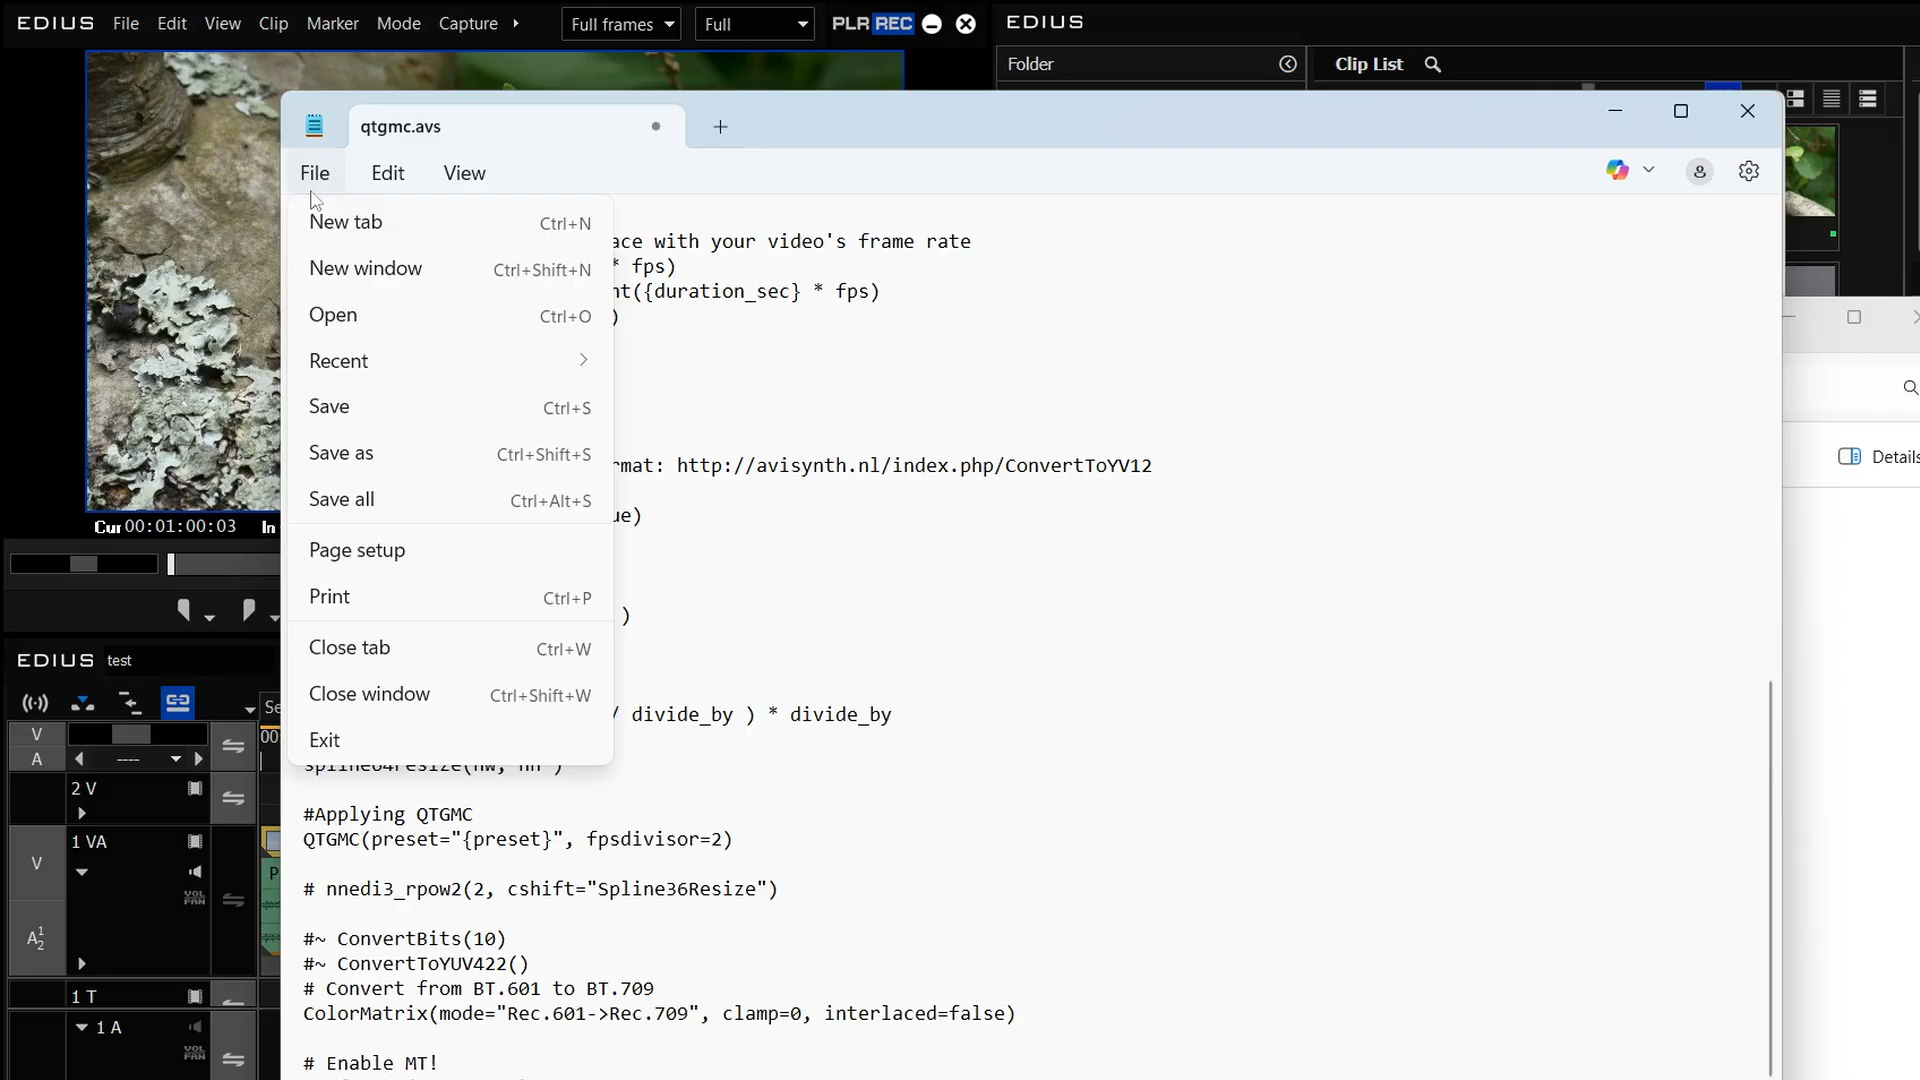 EDIUS File Edit View Clip Marker Mode Capture Full frames Full PLR REC
EDIUS
Folder
Clip List
qtgmc.avs
File Edit View
New tab Ctrl+N
New window Ctrl+Shift+N
Open Ctrl+O
Recent
Save Ctrl+S
Save as Ctrl+Shift+S
Save all Ctrl+Alt+S
Page setup
Print Ctrl+P
Close tab Ctrl+W
Close window Ctrl+Shift+W
Exit
with your video's frame rate
* fps)
({duration_sec} * fps)
)
: http://avisynth.nl/index.php/ConvertToYV12
)
)
/ divide_by ) * divide_by
#Applying QTGMC
QTGMC(preset="{preset}", fpsdivisor=2)
# nnedi3_rpow2(2, cshift="Spline36Resize")
#~ ConvertBits(10)
#~ ConvertToYUV422()
# Convert from BT.601 to BT.709
ColorMatrix(mode="Rec.601->Rec.709", clamp=0, interlaced=false)
# Enable MT!
Details
Cur 00:01:00:03 In
EDIUS test
V
A
----
2 V
1 VA
V
VOL
PAN
A 1 2
1 T
1 A
VOL
PAN